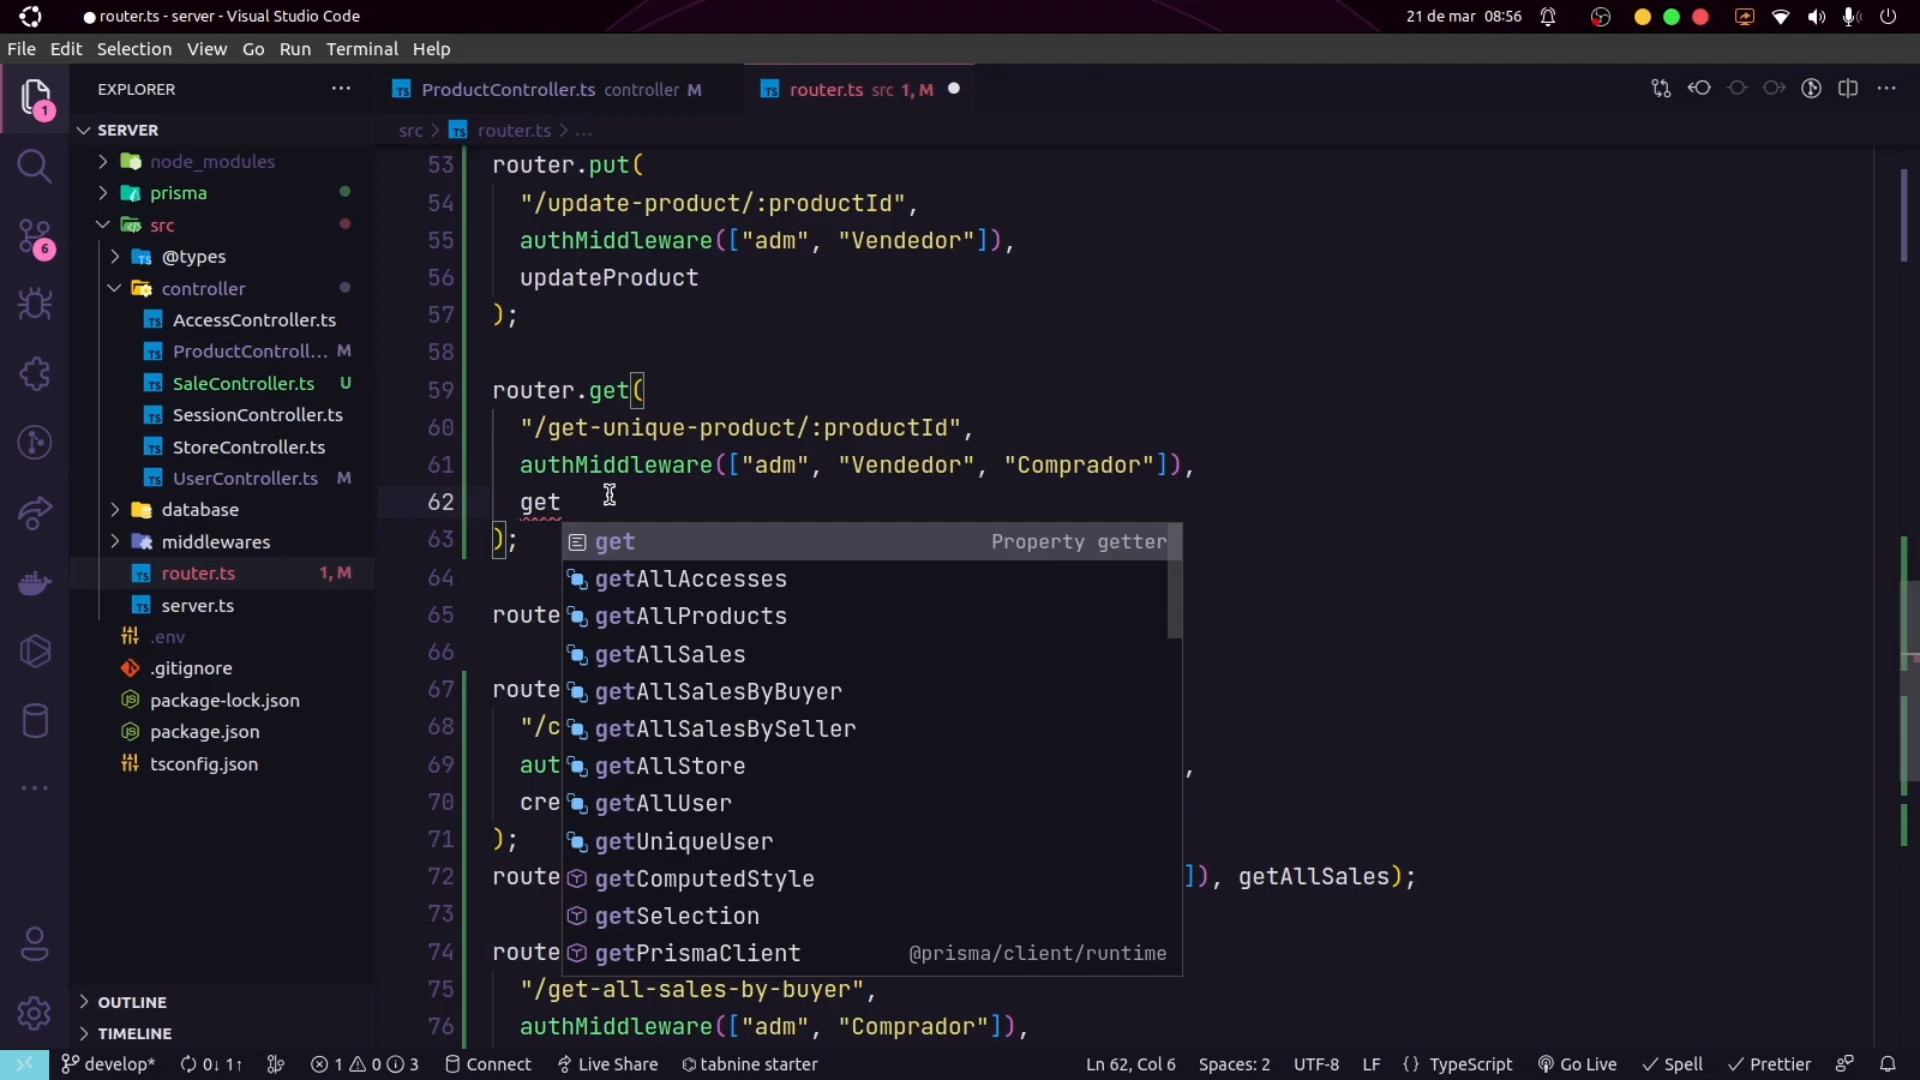 router.ts - server - Visual Studio Code
21 de mar 08:56
File Edit Selection View Go Run Terminal Help
EXPLORER
ProductController.ts controller M
router.ts src 1, M
SERVER
src > router.ts > ...
node_modules
prisma
src
@types
controller
AccessController.ts
ProductControll... M
SaleController.ts U
SessionController.ts
StoreController.ts
UserController.ts M
database
middlewares
router.ts 1, M
server.ts
.env
.gitignore
package-lock.json
package.json
tsconfig.json
OUTLINE
TIMELINE
1
6
53 router.put(
54 "/update-product/:productId",
55 authMiddleware(["adm", "Vendedor"]),
56 updateProduct
57 );
58
59 router.get(
60 "/get-unique-product/:productId",
61 authMiddleware(["adm", "Vendedor", "Comprador"]),
62 get
63 );
64
65 route
66
67 route
68 "/c
69 aut ,
70 cre
71 );
72 route ]), getAllSales);
73
74 route
75 "/get-all-sales-by-buyer",
76 authMiddleware(["adm", "Comprador"]),
get Property getter
getAllAccesses
getAllProducts
getAllSales
getAllSalesByBuyer
getAllSalesBySeller
getAllStore
getAllUser
getUniqueUser
getComputedStyle
getSelection
getPrismaClient @prisma/client/runtime
develop* 0↓ 1↑ 1 0 3 Connect Live Share tabnine starter Ln 62, Col 6 Spaces: 2 UTF-8 LF {} TypeScript Go Live Spell Prettier